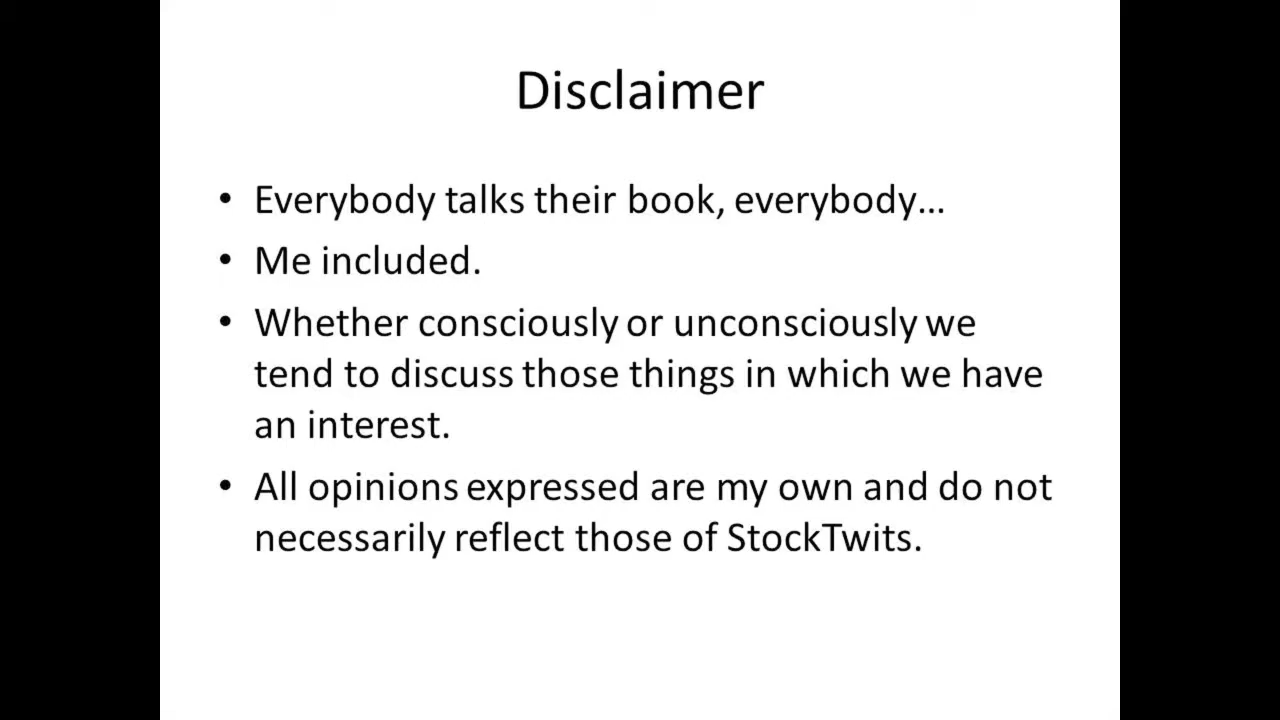 Disclaimer
• Everybody talks their book, everybody…
• Me included.
• Whether consciously or unconsciously we
tend to discuss those things in which we have
an interest.
• All opinions expressed are my own and do not
necessarily reflect those of StockTwits.